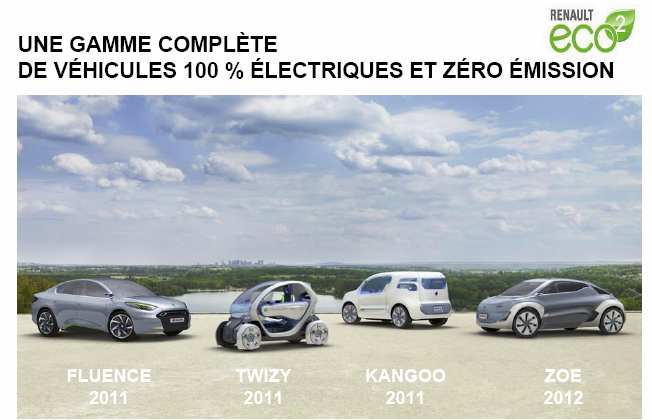 RENAULT
eco2
UNE GAMME COMPLÈTE
DE VÉHICULES 100 % ÉLECTRIQUES ET ZÉRO ÉMISSION
FLUENCE
2011
TWIZY
2011
KANGOO
2011
ZOE
2012